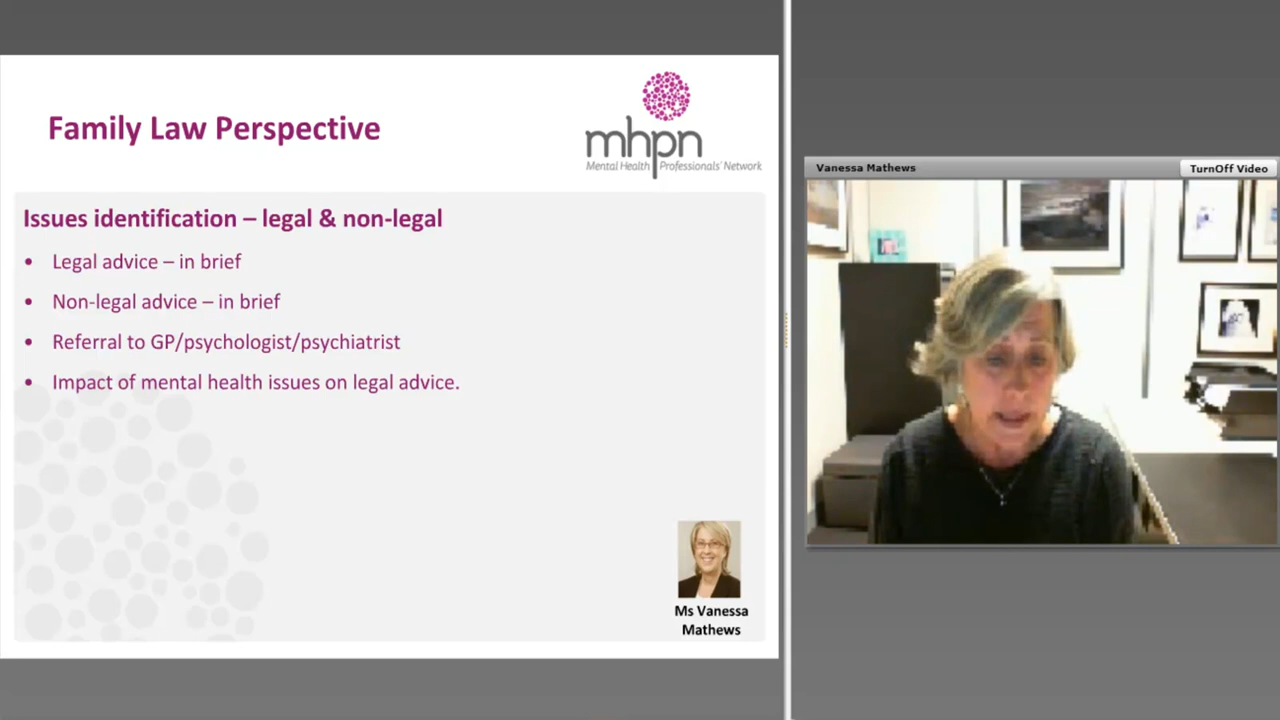 Family Law Perspective
mhpn
Mental Health Professionals' Network
Issues identification – legal & non-legal
• Legal advice – in brief
• Non-legal advice – in brief
• Referral to GP/psychologist/psychiatrist
• Impact of mental health issues on legal advice.
Ms Vanessa
Mathews
Vanessa Mathews
TurnOff Video